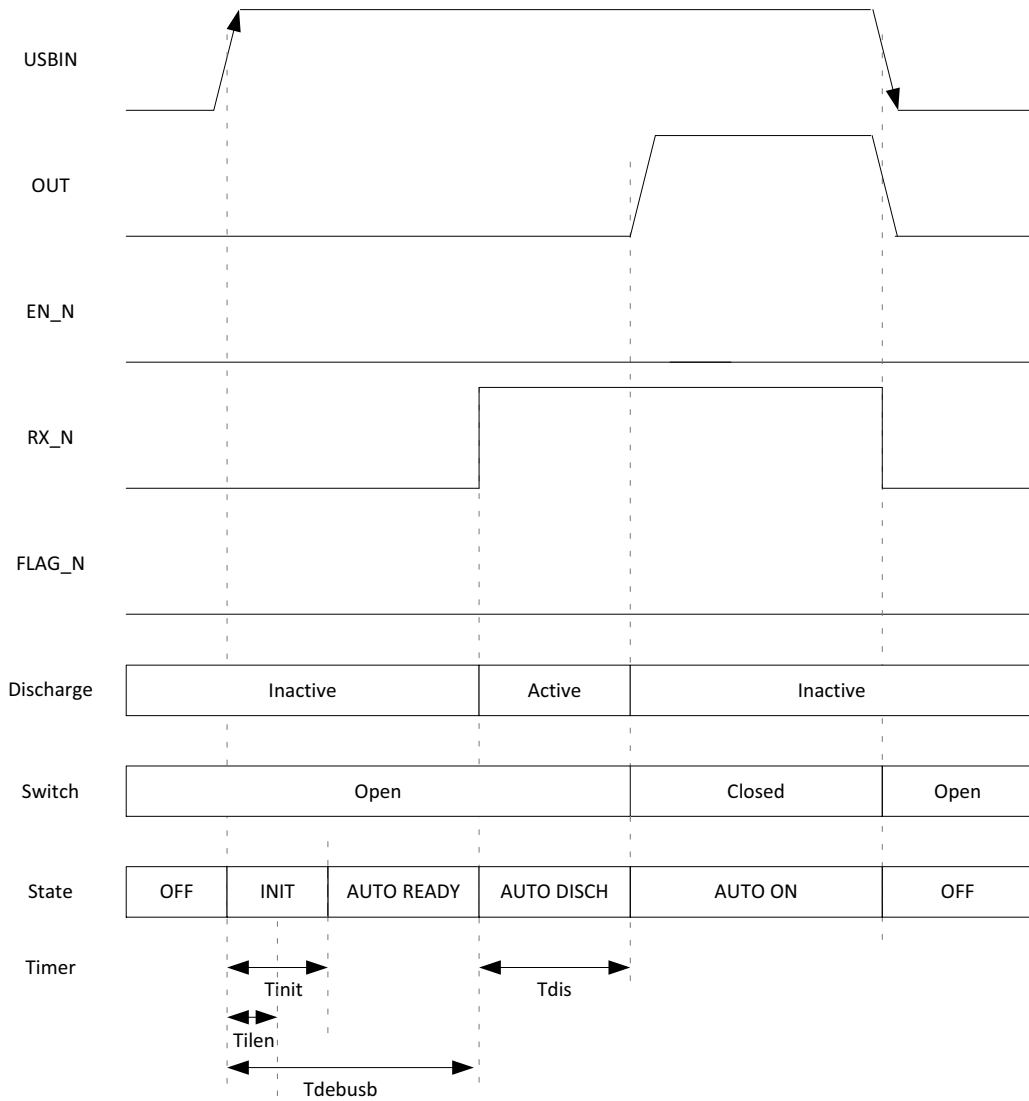 USBIN
OUT
EN_N
RX_N
FLAG_N
Discharge Inactive Active Inactive
Switch Open Closed Open
State OFF INIT AUTO READY AUTO DISCH AUTO ON OFF
Timer
Tinit Tdis
Tilen
Tdebusb